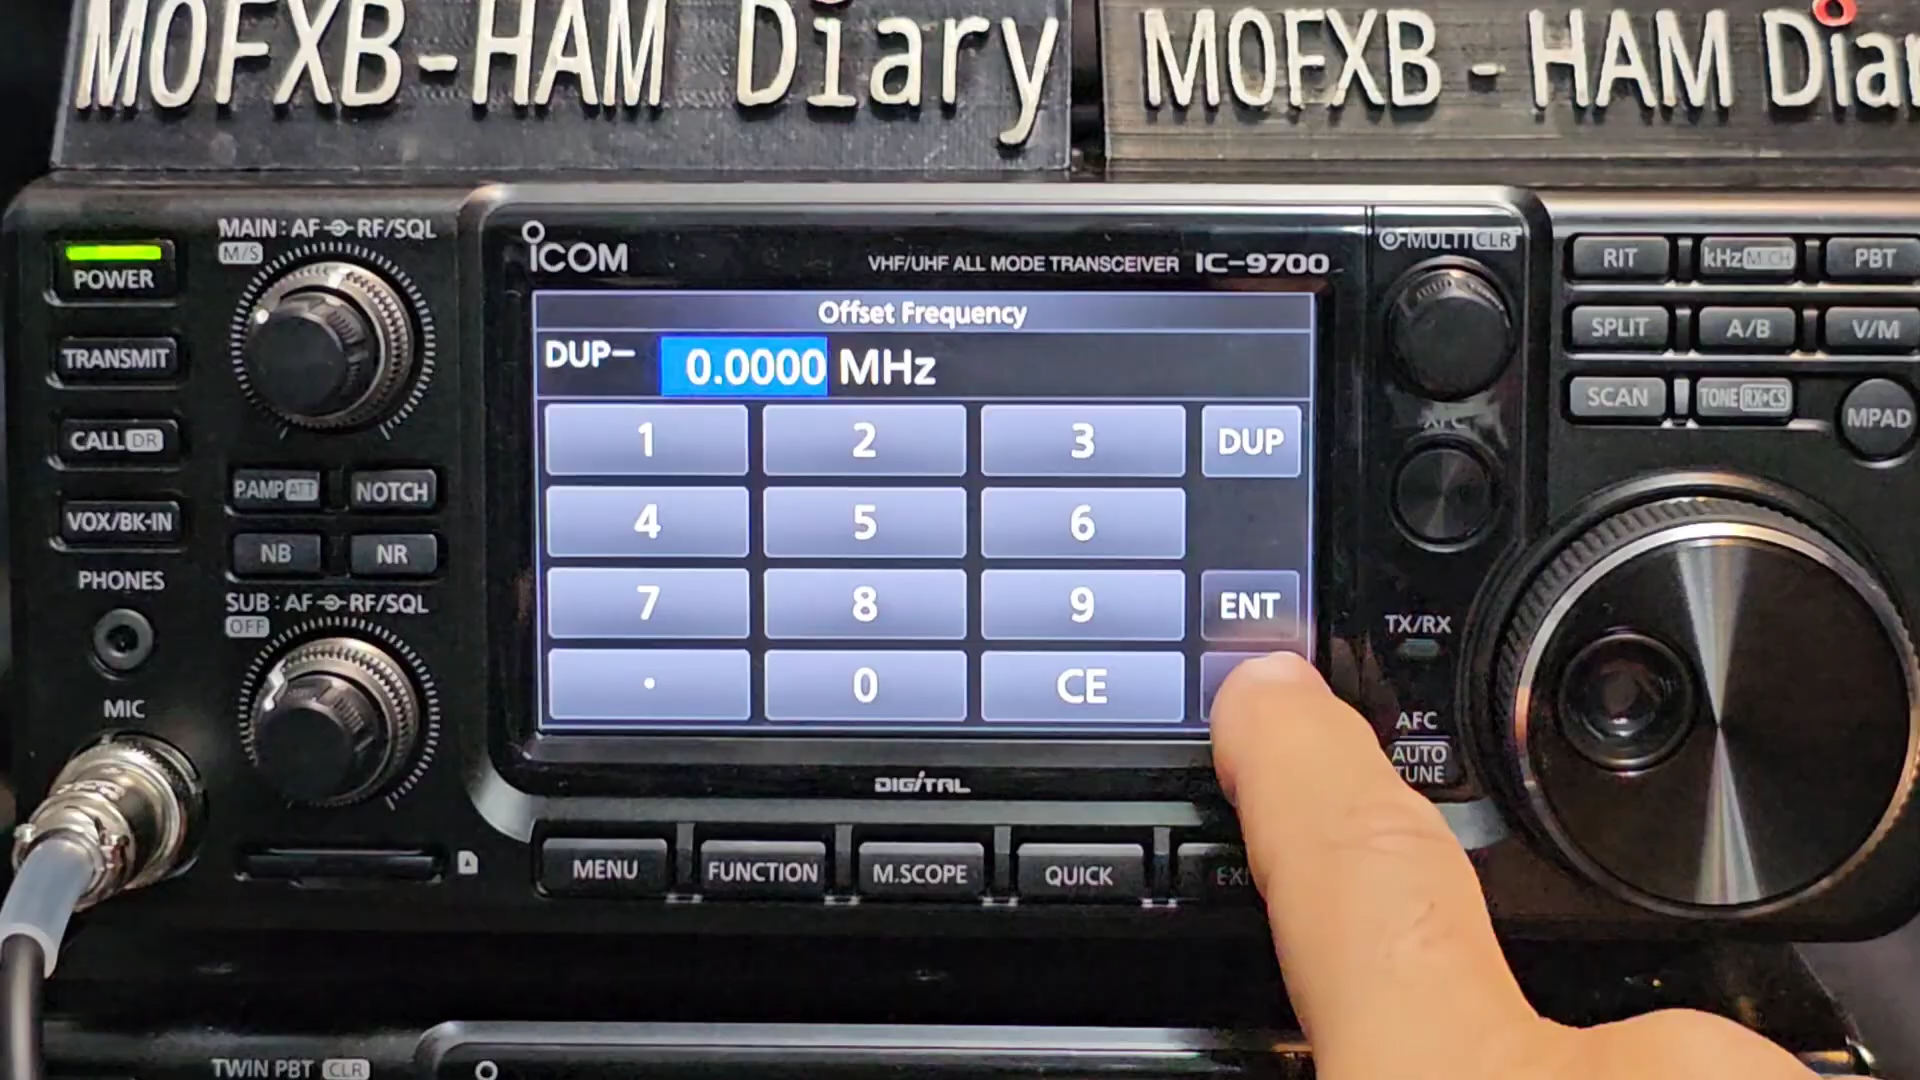 MOFXB-HAM Diary
MOFXB - HAM Diar
POWER
TRANSMIT
CALL DR
VOX/BK-IN
PHONES
MIC
MAIN : AF RF/SQL
M/S
P.AMP ATT
NOTCH
NB
NR
SUB : AF RF/SQL
OFF
ICOM
VHF/UHF ALL MODE TRANSCEIVER IC-9700
Offset Frequency
DUP– 0.0000 MHz
1 2 3 DUP
4 5 6
7 8 9 ENT
. 0 CE
DIGITAL
MENU
FUNCTION
M.SCOPE
QUICK
MULTI CLR
TX/RX
AFC
AUTO
TUNE
RIT
kHz M.CH
PBT
SPLIT
A/B
V/M
SCAN
TONE RX→CS
MPAD
TWIN PBT CLR